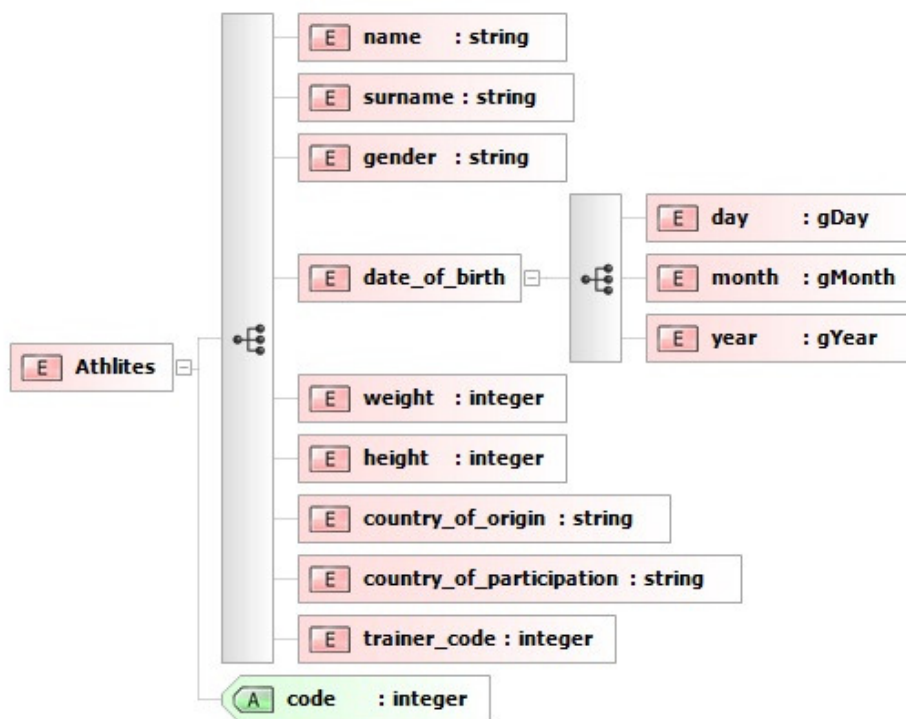 E name : string
E surname : string
E gender : string
E date_of_birth
E day : gDay
E month : gMonth
E year : gYear
E Athlites
E weight : integer
E height : integer
E country_of_origin : string
E country_of_participation : string
E trainer_code : integer
A code : integer